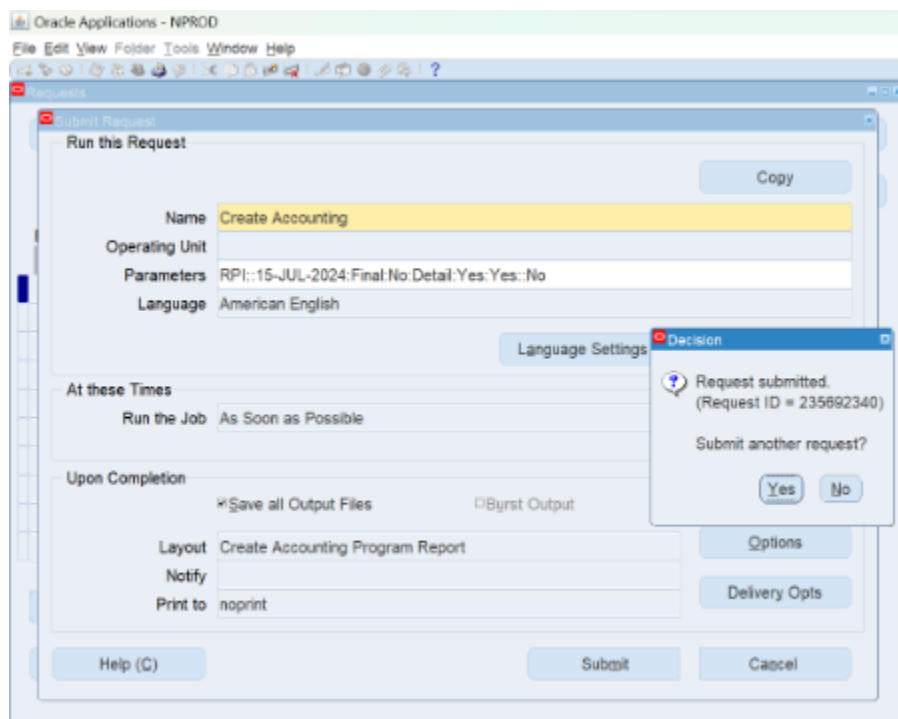 Oracle Applications - NPROD
File Edit View Folder Tools Window Help
Requests
Submit Request
Run this Request
Copy
Name Create Accounting
Operating Unit
Parameters RPI::15-JUL-2024:Final:No:Detail:Yes:Yes::No
Language American English
Language Settings
Decision
Request submitted.
(Request ID = 235692340)
Submit another request?
Yes No
At these Times
Run the Job As Soon as Possible
Upon Completion
Save all Output Files Burst Output
Options
Layout Create Accounting Program Report
Notify
Delivery Opts
Print to noprint
Help (C) Submit Cancel